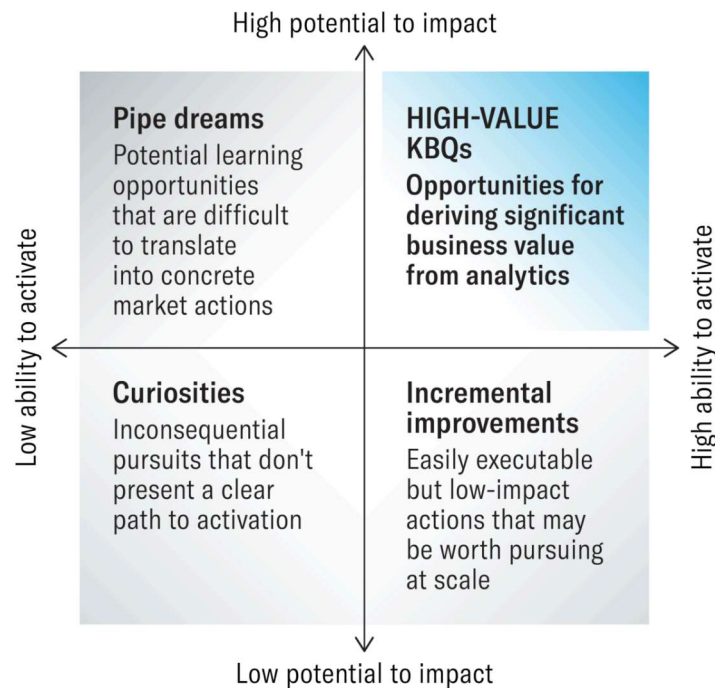 High potential to impact
Pipe dreams
Potential learning
opportunities
that are difficult
to translate
into concrete
market actions
HIGH-VALUE
KBQs
Opportunities for
deriving significant
business value
from analytics
Low ability to activate
High ability to activate
Curiosities
Inconsequential
pursuits that don't
present a clear
path to activation
Incremental
improvements
Easily executable
but low-impact
actions that may
be worth pursuing
at scale
Low potential to impact